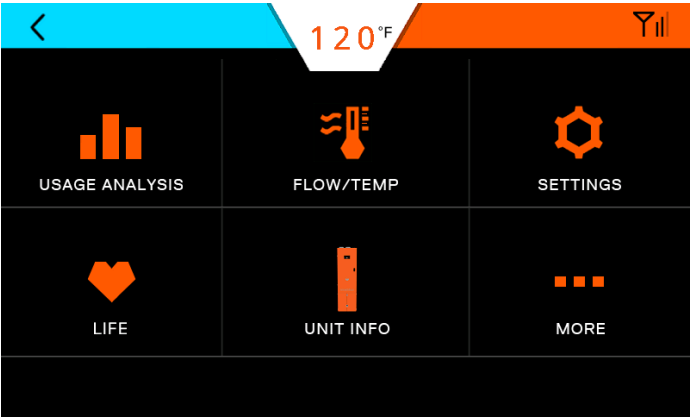 120°F
USAGE ANALYSIS
FLOW/TEMP
SETTINGS
LIFE
UNIT INFO
MORE